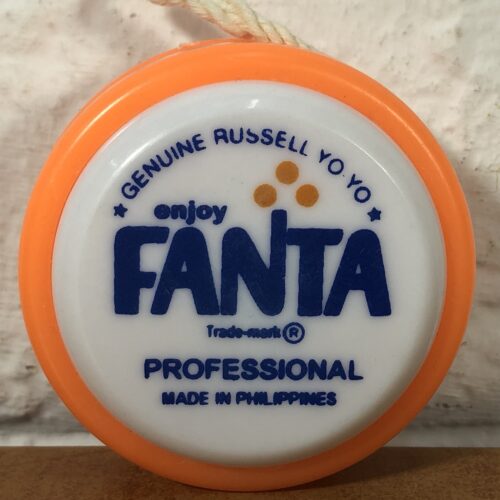 ★ GENUINE RUSSELL YO-YO ★
enjoy
FANTA
Trade-mark ®
PROFESSIONAL
MADE IN PHILIPPINES